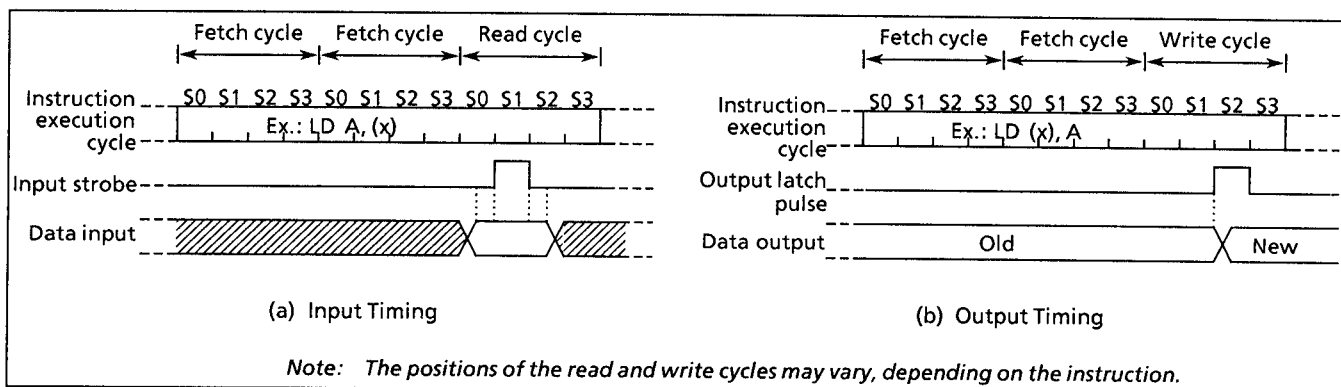 Fetch cycle Fetch cycle Read cycle
S0 S1 S2 S3 S0 S1 S2 S3 S0 S1 S2 S3
Instruction
execution
cycle
Ex.: LD A, (x)
Input strobe
Data input
(a) Input Timing
Fetch cycle Fetch cycle Write cycle
S0 S1 S2 S3 S0 S1 S2 S3 S0 S1 S2 S3
Instruction
execution
cycle
Ex.: LD (x), A
Output latch
pulse
Data output
Old
New
(b) Output Timing
Note: The positions of the read and write cycles may vary, depending on the instruction.